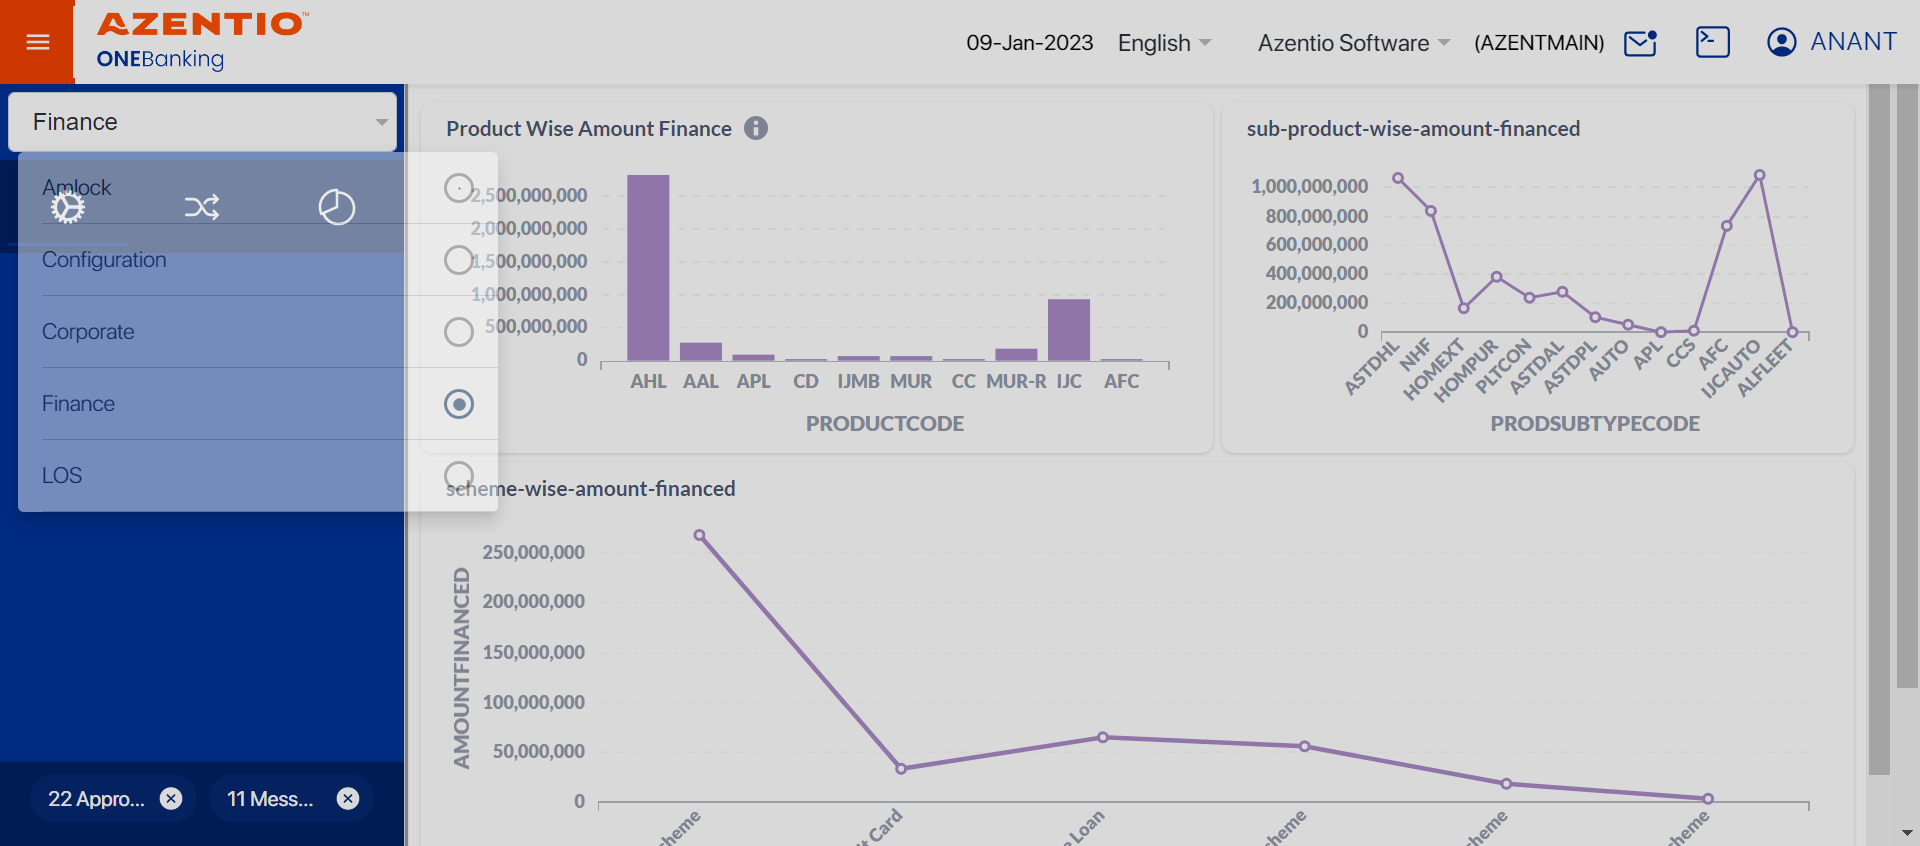 AZENTIO™
ONEBanking
09-Jan-2023
English
Azentio Software
(AZENTMAIN)
ANANT
Finance
Amlock
Configuration
Corporate
Finance
LOS
22 Appro...
11 Mess...
Product Wise Amount Finance
2,500,000,000
2,000,000,000
1,500,000,000
1,000,000,000
500,000,000
0
AHL AAL APL CD IJMB MUR CC MUR-R IJC AFC
PRODUCTCODE
sub-product-wise-amount-financed
1,000,000,000
800,000,000
600,000,000
400,000,000
200,000,000
0
ASTDHL NHF HOMEXT HOMPUR PLTCON ASTDAL ASTDPL AUTO APL CCS AFC IJCAUTO ALFLEET
PRODSUBTYPECODE
scheme-wise-amount-financed
AMOUNTFINANCED
250,000,000
200,000,000
150,000,000
100,000,000
50,000,000
0
Card
Loan